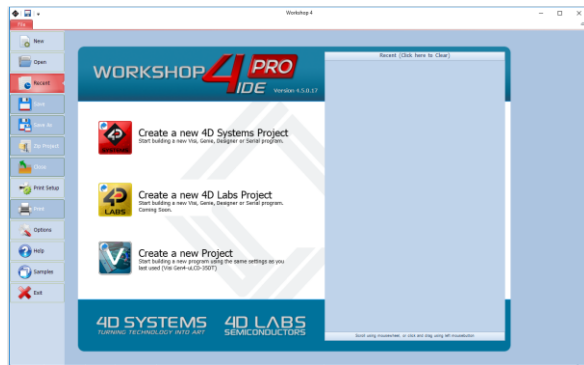 Workshop 4
File
New
Open
Recent
Save
Save As
Zip Project
Close
Print Setup
Print
Options
Help
Samples
Exit
WORKSHOP 4 PRO
IDE Version 4.5.0.17
Recent [Click here to Clear]
4D SYSTEMS
Create a new 4D Systems Project
Start building a new Visi, Genie, Designer or Serial program.
4D LABS
Create a new 4D Labs Project
Start building a new Visi, Genie, Designer or Serial program.
Coming Soon.
Create a new Project
Start building a new program using the same settings as you
last used (Visi Gen4-uLCD-35DT)
4D SYSTEMS
TURNING TECHNOLOGY INTO ART
4D LABS
SEMICONDUCTORS
Scroll using mousewheel or click and drag using left mousebutton